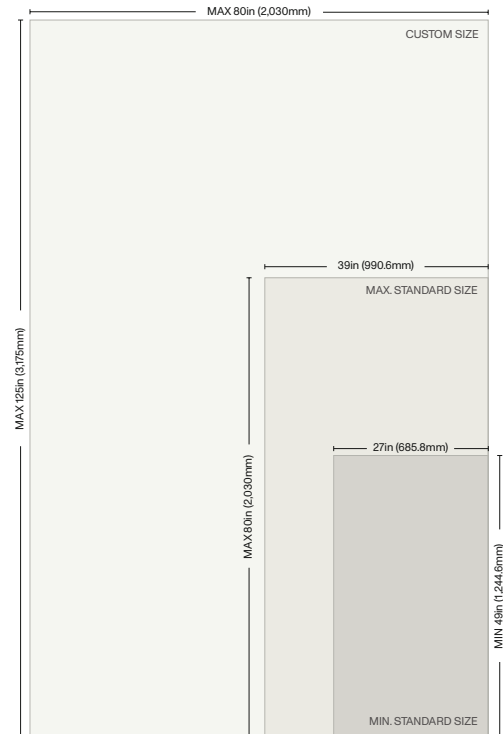 MAX 80in (2,030mm)
CUSTOM SIZE
39in (990.6mm)
MAX. STANDARD SIZE
MAX 125in (3,175mm)
27in (685.8mm)
MAX 80in (2,030mm)
MIN 49in (1,244.6mm)
MIN. STANDARD SIZE